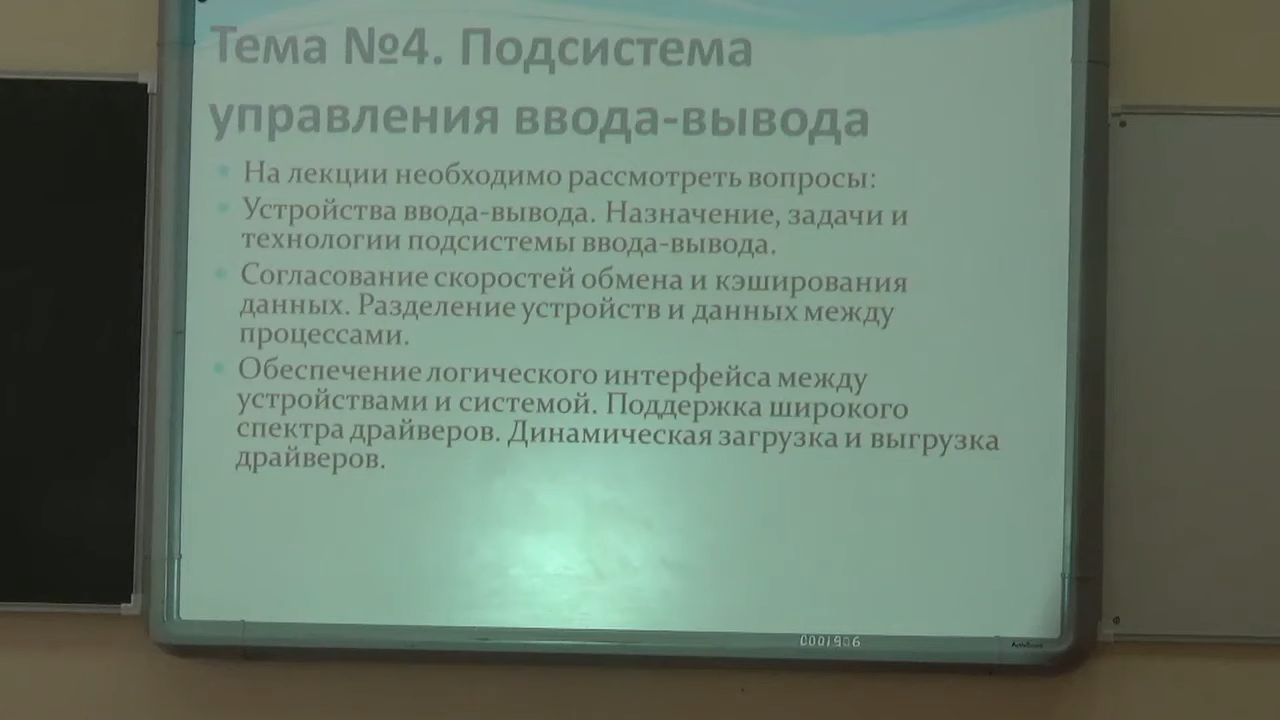 Тема №4. Подсистема
управления ввода-вывода
На лекции необходимо рассмотреть вопросы:
Устройства ввода-вывода. Назначение, задачи и
технологии подсистемы ввода-вывода.
Согласование скоростей обмена и кэширования
данных. Разделение устройств и данных между
процессами.
Обеспечение логического интерфейса между
устройствами и системой. Поддержка широкого
спектра драйверов. Динамическая загрузка и выгрузка
драйверов.
0001906